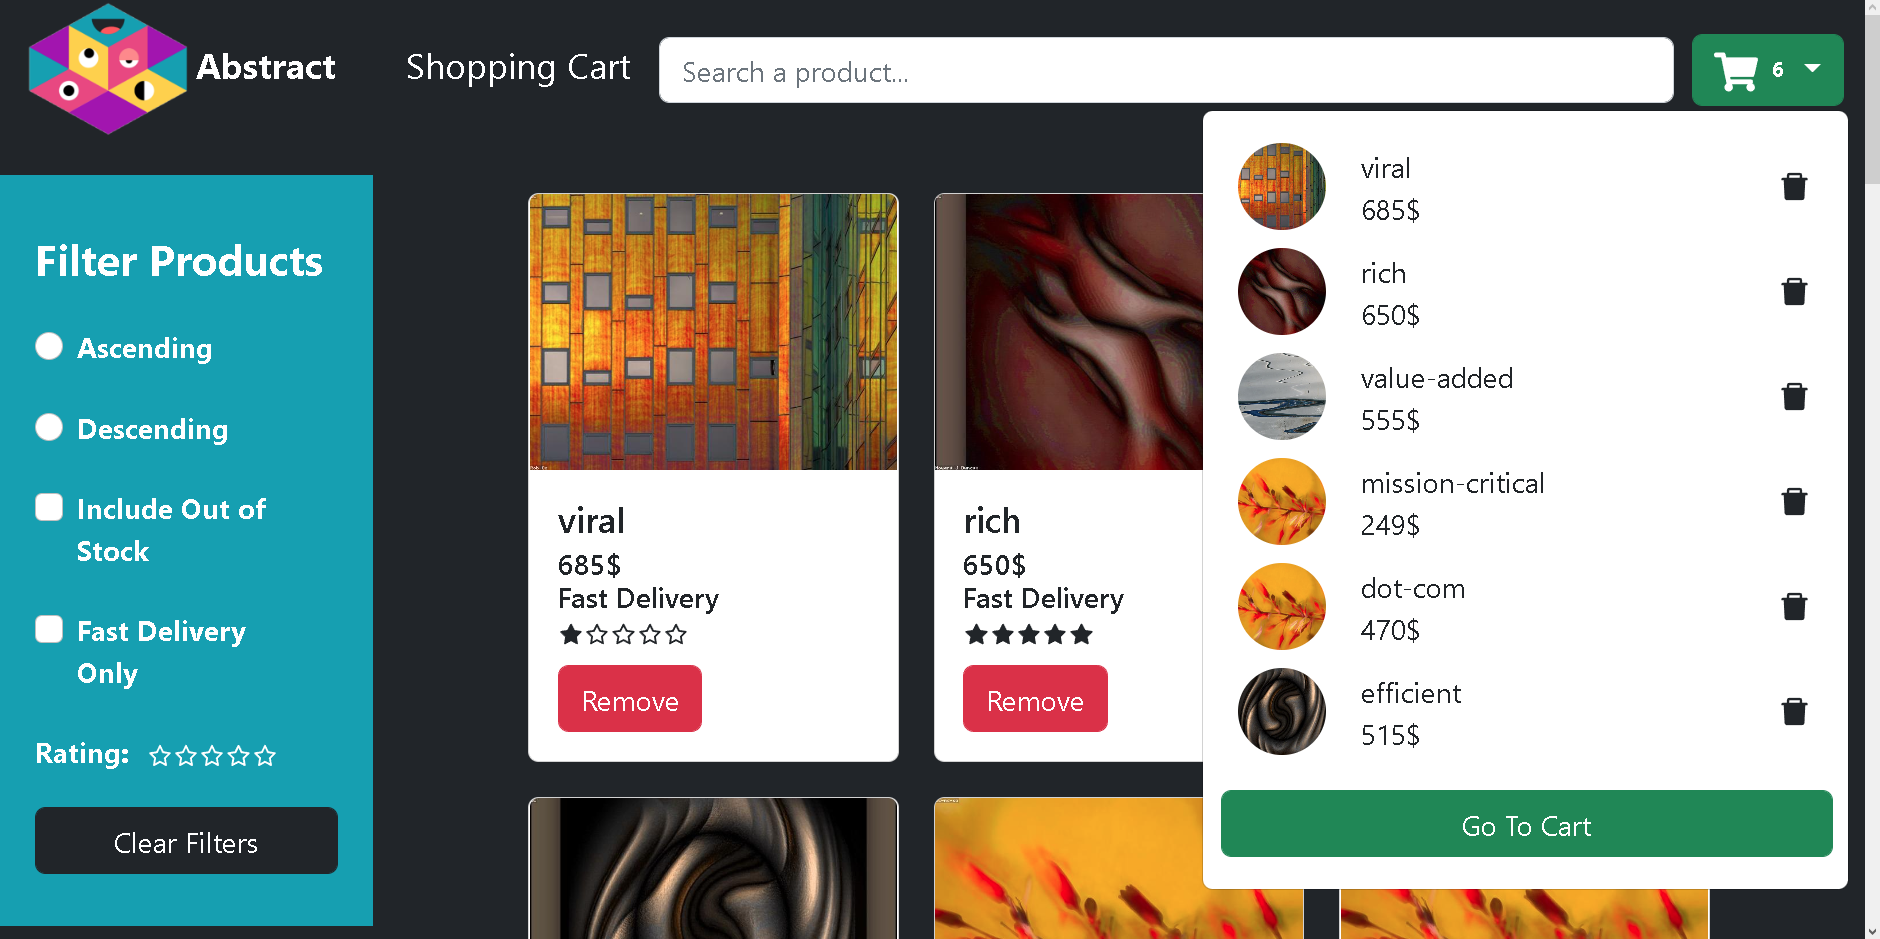 Abstract
Shopping Cart
Search a product...
6
Filter Products
Ascending
Descending
Include Out of
Stock
Fast Delivery
Only
Rating:
Clear Filters
viral
685$
Fast Delivery
Remove
rich
650$
Fast Delivery
Remove
viral
685$
rich
650$
value-added
555$
mission-critical
249$
dot-com
470$
efficient
515$
Go To Cart